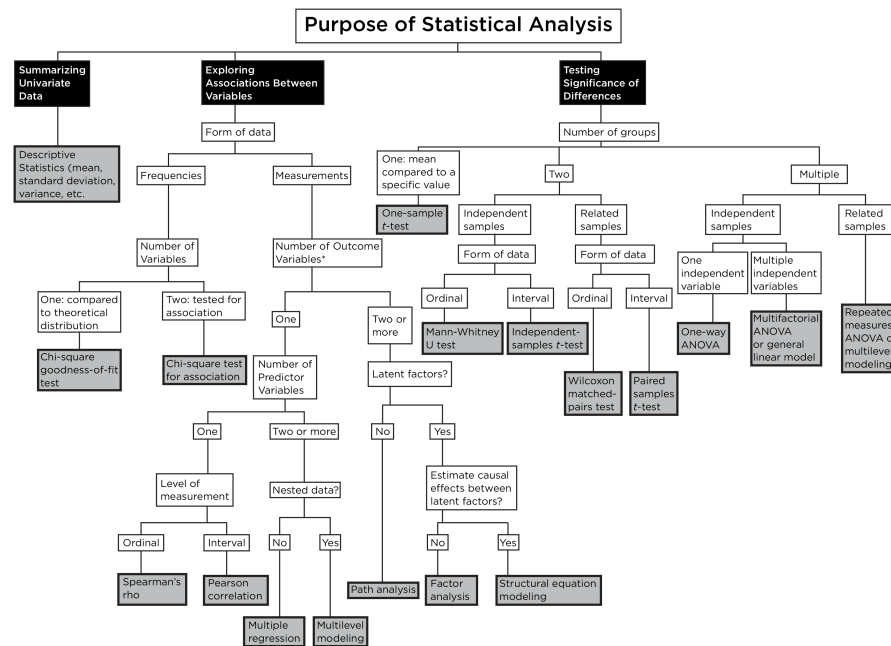 Purpose of Statistical Analysis
Summarizing
Univariate
Data
Exploring
Associations Between
Variables
Testing
Significance of
Differences
Descriptive
Statistics (mean,
standard deviation,
variance, etc.
Form of data
Frequencies
Measurements
Number of
Variables
Number of Outcome
Variables*
One: compared
to theoretical
distribution
Two: tested for
association
Chi-square
goodness-of-fit
test
Chi-square test
for association
One
Two or
more
Number of
Predictor
Variables
Latent factors?
One
Two or more
No
Yes
Level of
measurement
Nested data?
Estimate causal
effects between
latent factors?
Ordinal
Interval
No
Yes
No
Yes
Spearman's
rho
Pearson
correlation
Multiple
regression
Multilevel
modeling
Path analysis
Factor
analysis
Structural equation
modeling
Number of groups
One: mean
compared to a
specific value
Two
Multiple
One-sample
t-test
Independent
samples
Related
samples
Form of data
Form of data
Ordinal
Interval
Ordinal
Interval
Mann-Whitney
U test
Independent-
samples t-test
Wilcoxon
matched-
pairs test
Paired
samples
t-test
Independent
samples
Related
samples
One
independent
variable
Multiple
independent
variables
One-way
ANOVA
Multifactorial
ANOVA
or general
linear model
Repeated
measures
ANOVA o
multilevel
modeling